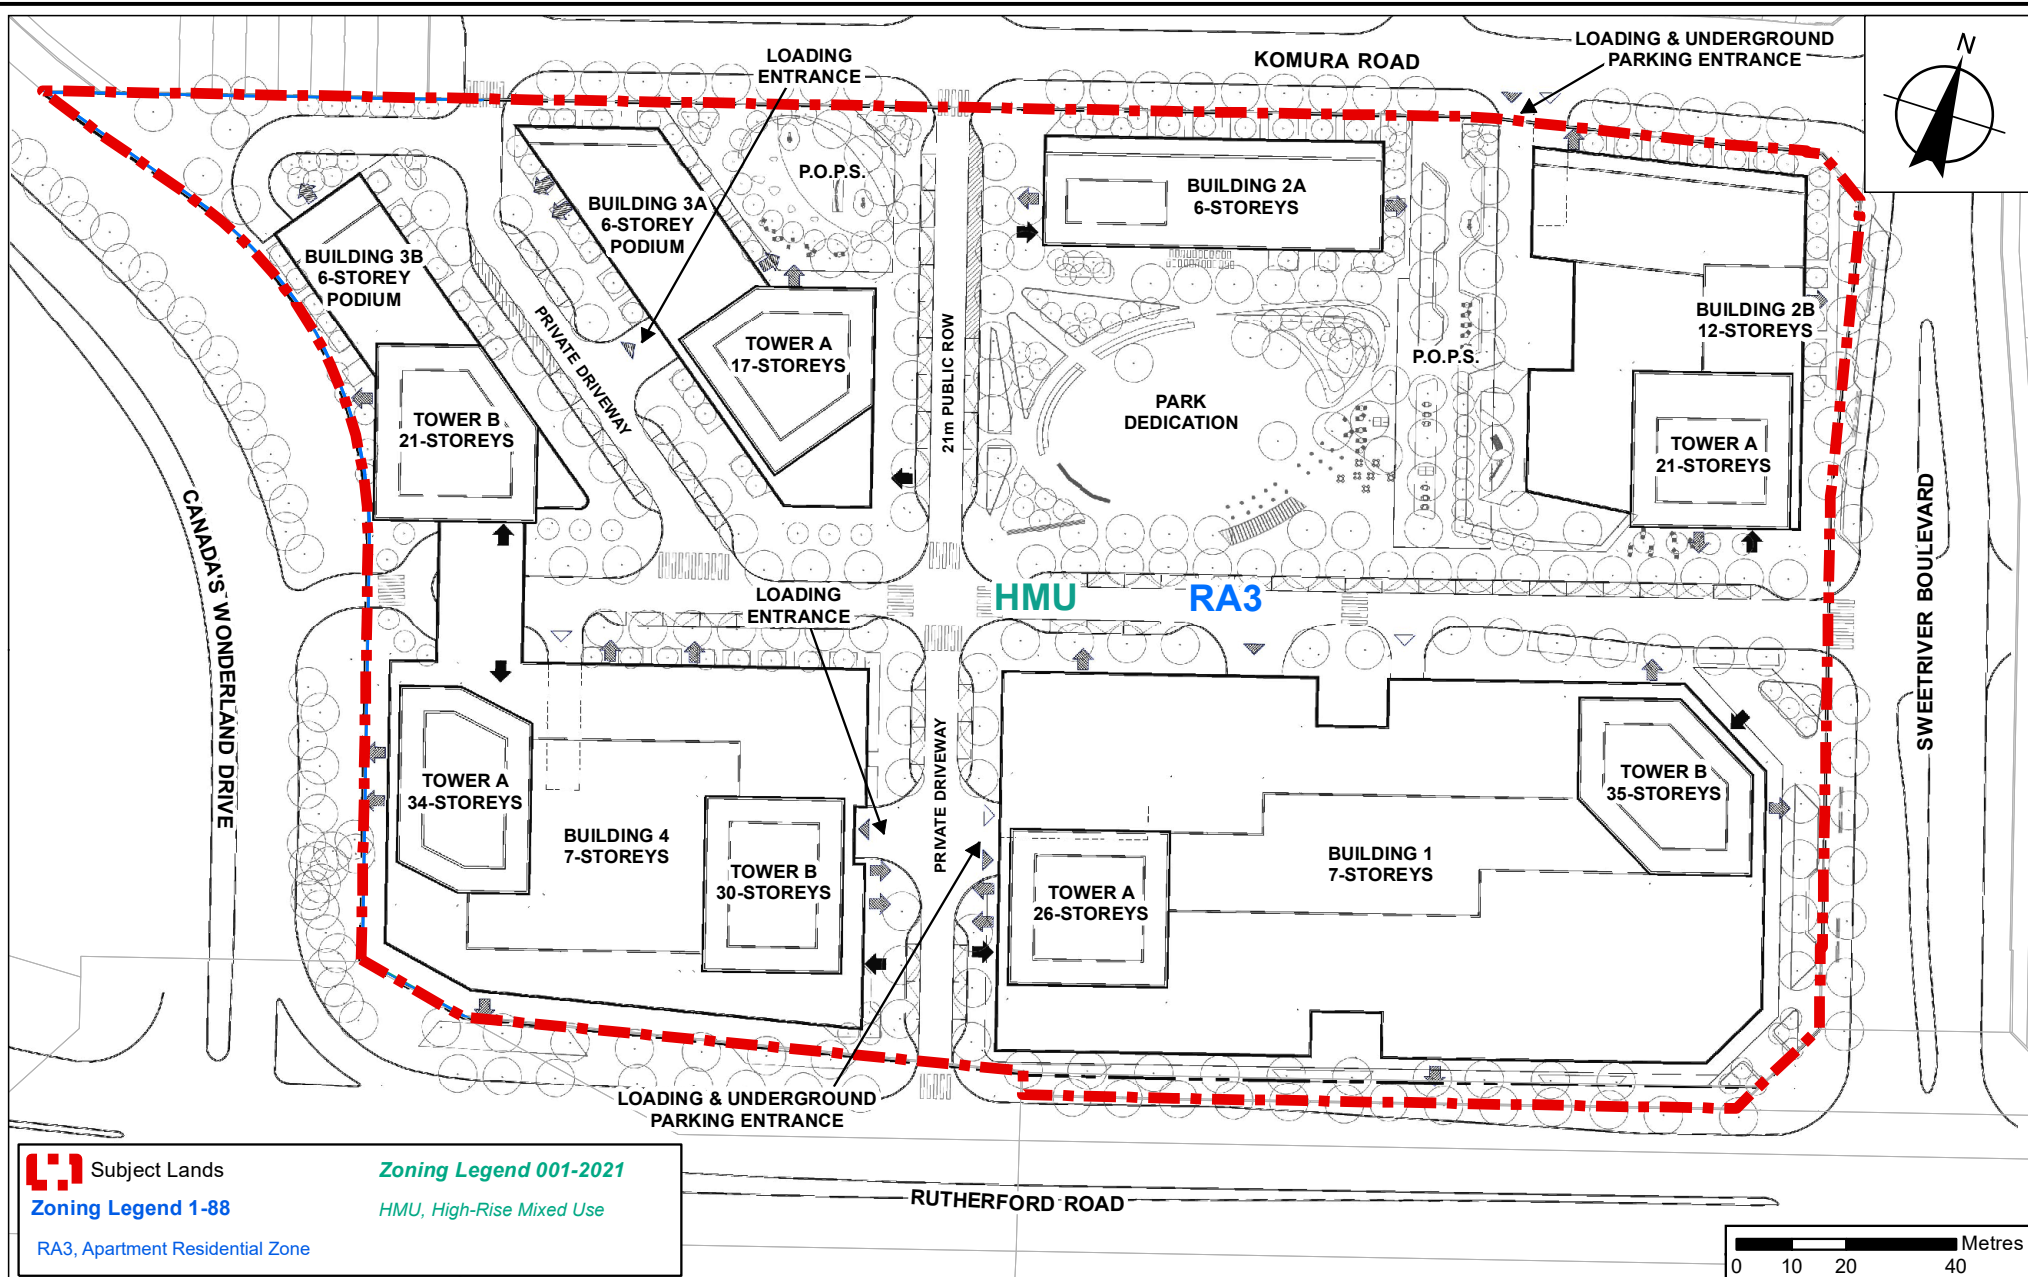 LOADING
ENTRANCE
KOMURA ROAD
LOADING & UNDERGROUND
PARKING ENTRANCE
N
P.O.P.S.
BUILDING 3A
6-STOREY
PODIUM
BUILDING 2A
6-STOREYS
BUILDING 3B
6-STOREY
PODIUM
BUILDING 2B
12-STOREYS
PRIVATE DRIVEWAY
TOWER A
17-STOREYS
21m PUBLIC ROW
P.O.P.S.
PARK
DEDICATION
TOWER B
21-STOREYS
TOWER A
21-STOREYS
CANADA'S WONDERLAND DRIVE
SWEETRIVER BOULEVARD
LOADING
ENTRANCE
HMU
RA3
PRIVATE DRIVEWAY
TOWER A
34-STOREYS
BUILDING 4
7-STOREYS
TOWER B
30-STOREYS
TOWER A
26-STOREYS
BUILDING 1
7-STOREYS
TOWER B
35-STOREYS
LOADING & UNDERGROUND
PARKING ENTRANCE
RUTHERFORD ROAD
Subject Lands
Zoning Legend 1-88
RA3, Apartment Residential Zone
Zoning Legend 001-2021
HMU, High-Rise Mixed Use
Metres
0 10 20 40